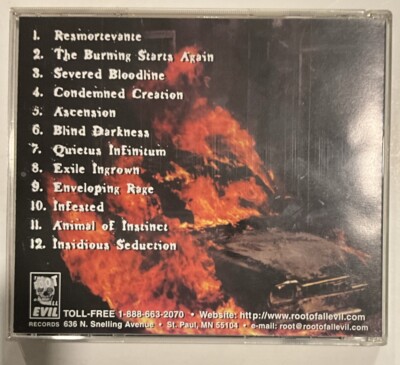 1. Reamortevante
2. The Burning Starts Again
3. Severed Bloodline
4. Condemned Creation
5. Ascension
6. Blind Darkness
7. Quietus Infinitum
8. Exile Ingrown
9. Enveloping Rage
10. Infested
11. Animal of Instinct
12. Insidious Seduction
ROOT
ALL
EVIL
RECORDS
TOLL-FREE 1-888-663-2070 • Website: http://www.rootofallevil.com
636 N. Snelling Avenue • St. Paul, MN 55104 • e-mail: root@rootofallevil.com